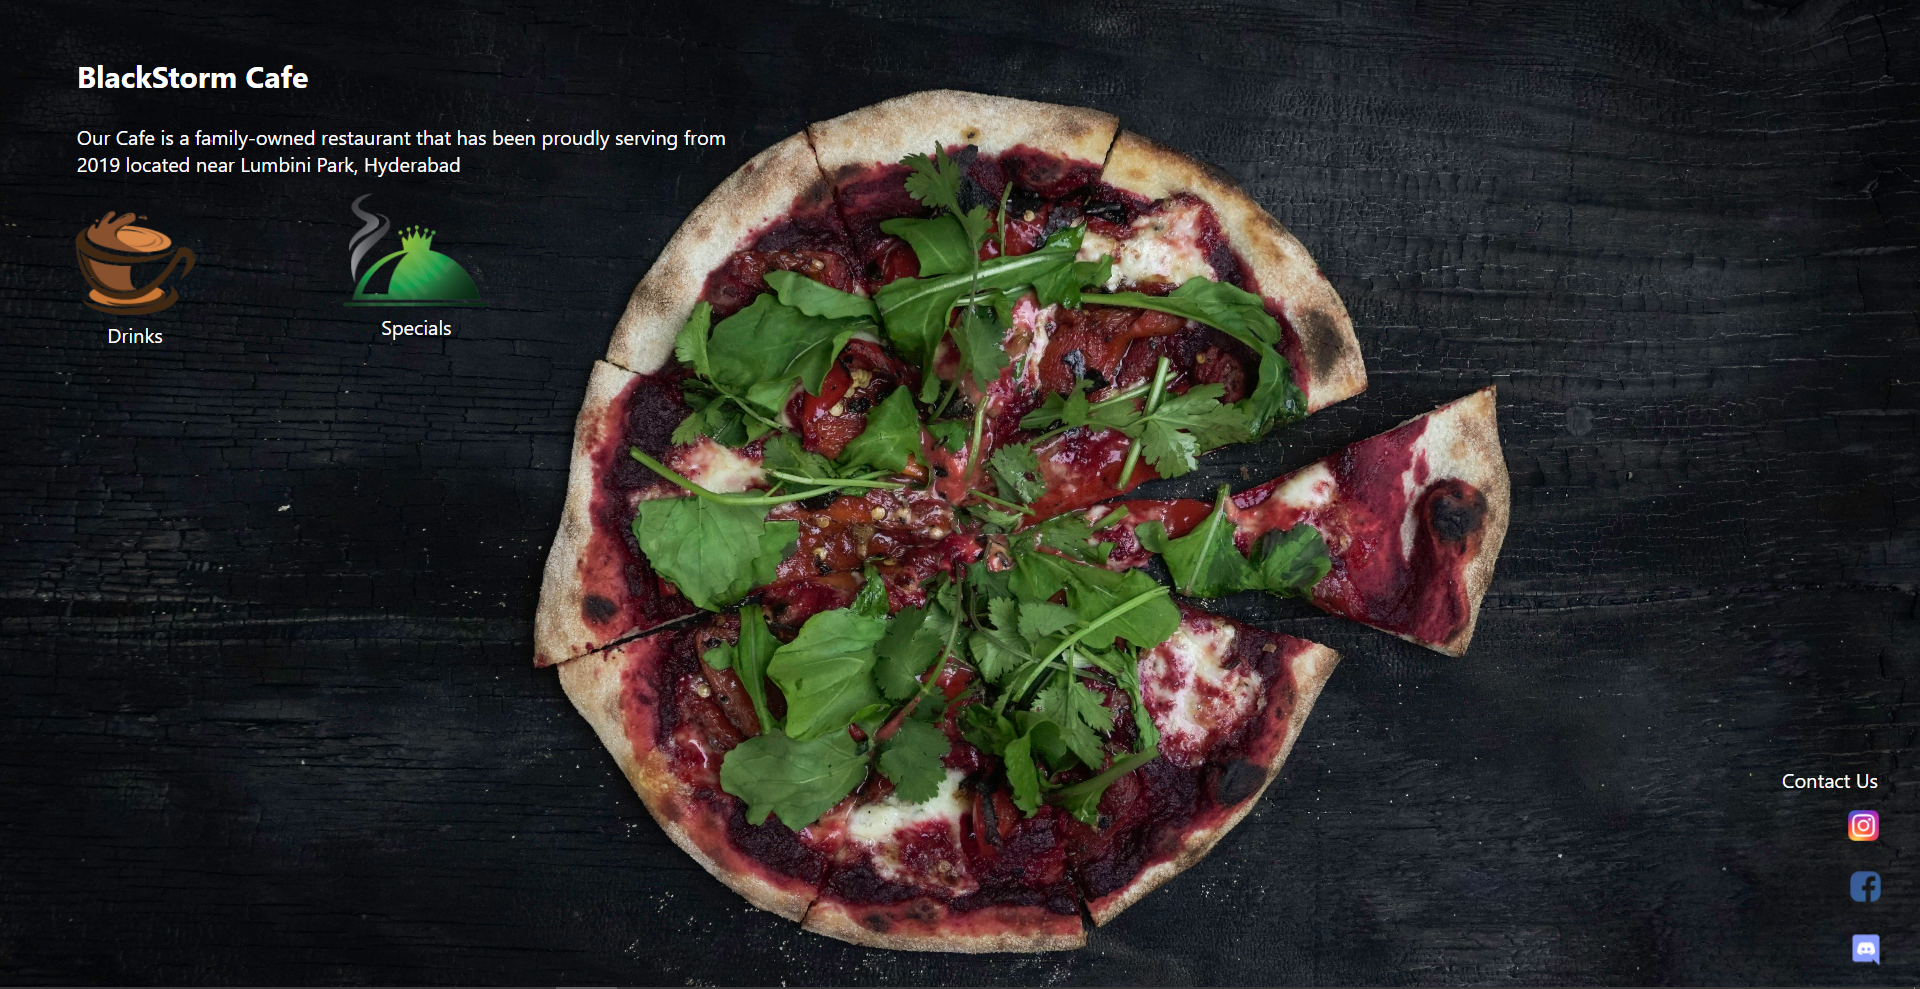 BlackStorm Cafe
Our Cafe is a family-owned restaurant that has been proudly serving from
2019 located near Lumbini Park, Hyderabad
Drinks
Specials
Contact Us